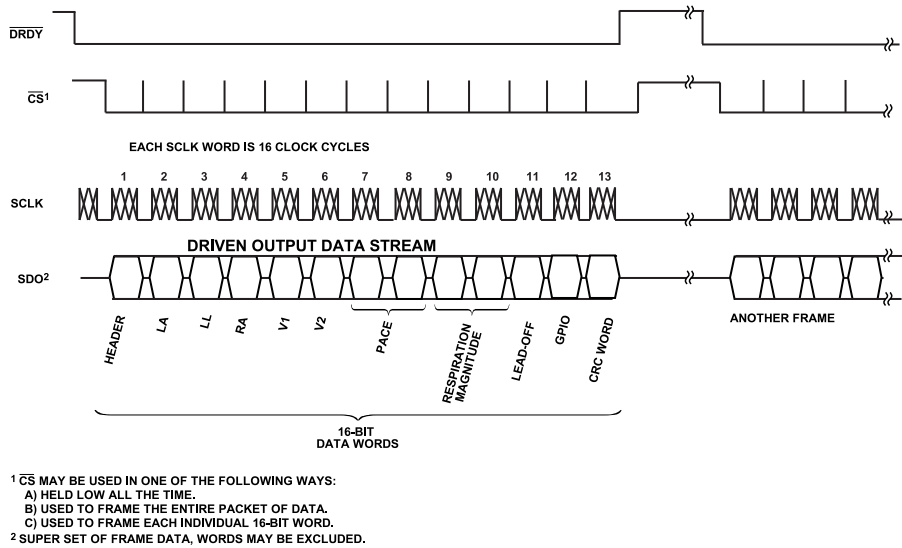 DRDY
CS1
EACH SCLK WORD IS 16 CLOCK CYCLES
1 2 3 4 5 6 7 8 9 10 11 12 13
SCLK
DRIVEN OUTPUT DATA STREAM
SDO2
HEADER
LA
LL
RA
V1
V2
PACE
RESPIRATION
MAGNITUDE
LEAD-OFF
GPIO
CRC WORD
ANOTHER FRAME
16-BIT
DATA WORDS
1 CS MAY BE USED IN ONE OF THE FOLLOWING WAYS:
A) HELD LOW ALL THE TIME.
B) USED TO FRAME THE ENTIRE PACKET OF DATA.
C) USED TO FRAME EACH INDIVIDUAL 16-BIT WORD.
2 SUPER SET OF FRAME DATA, WORDS MAY BE EXCLUDED.